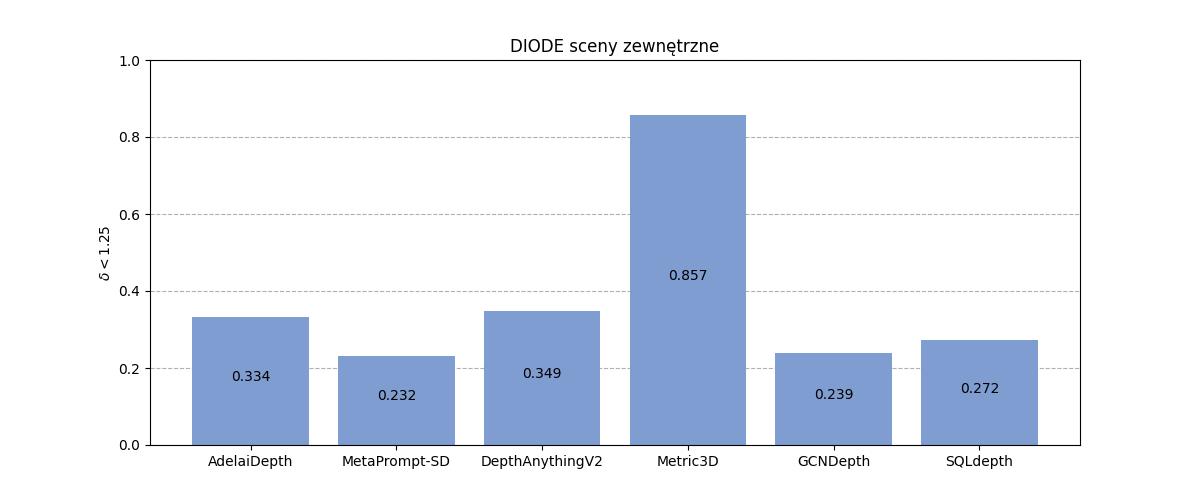 DIODE sceny zewnętrzne
δ < 1.25
1.0
0.8
0.6
0.4
0.2
0.0
0.334
0.232
0.349
0.857
0.239
0.272
AdelaiDepth
MetaPrompt-SD
DepthAnythingV2
Metric3D
GCNDepth
SQLdepth